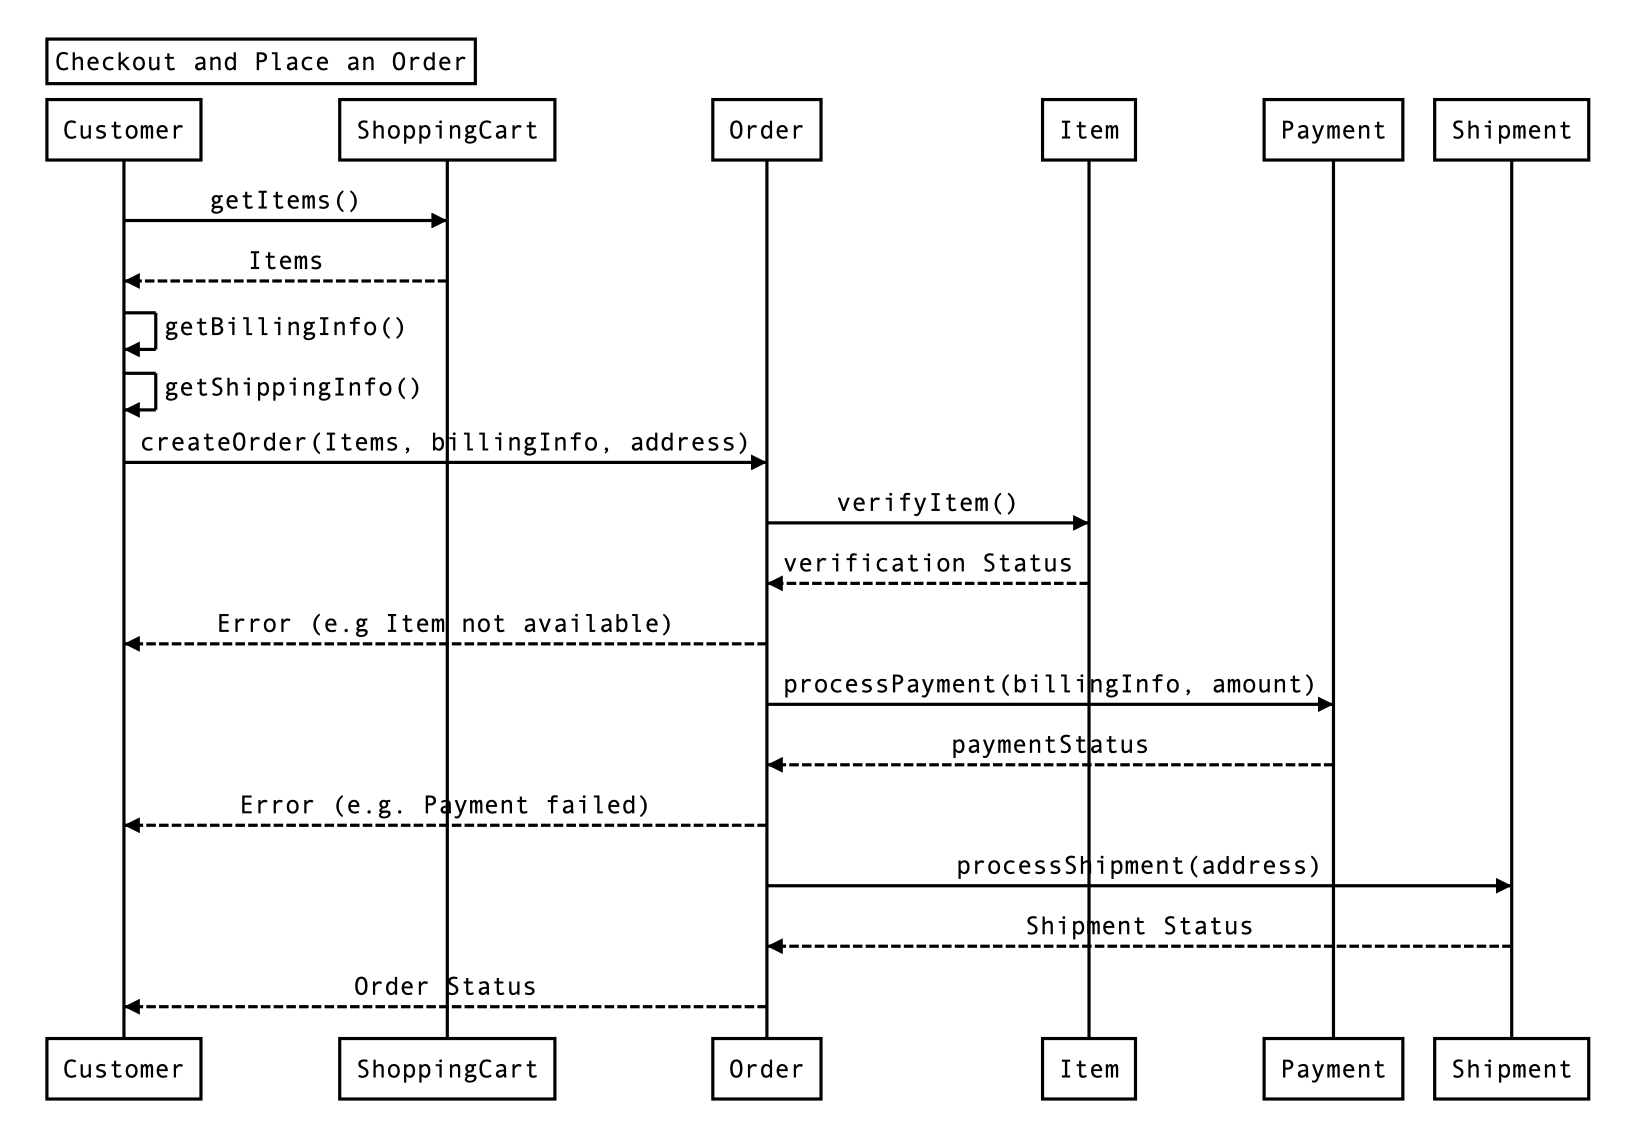 Checkout and Place an Order
Customer ShoppingCart Order Item Payment Shipment
getItems()
Items
getBillingInfo()
getShippingInfo()
createOrder(Items, billingInfo, address)
verifyItem()
verification Status
Error (e.g Item not available)
processPayment(billingInfo, amount)
paymentStatus
Error (e.g. Payment failed)
processShipment(address)
Shipment Status
Order Status
Customer ShoppingCart Order Item Payment Shipment